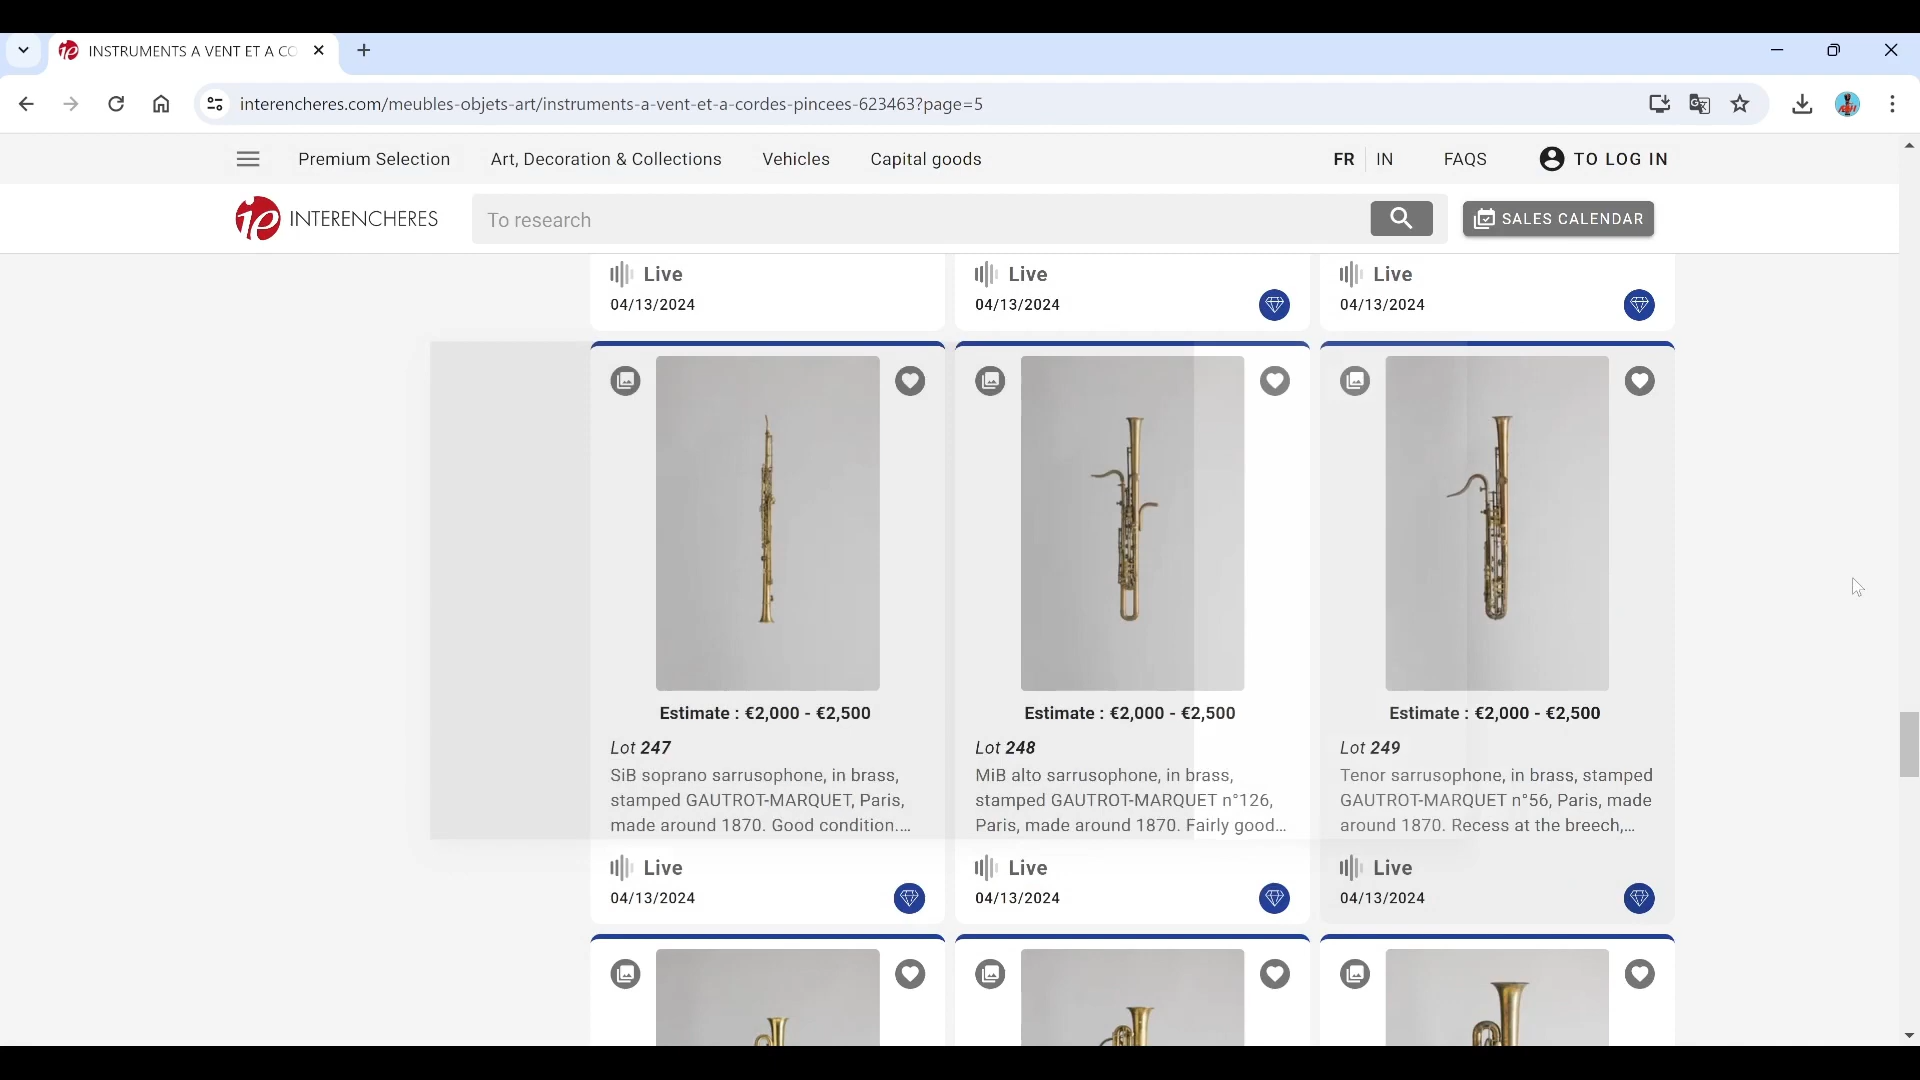 INSTRUMENTS A VENT ET A CO
interencheres.com/meubles-objets-art/instruments-a-vent-et-a-cordes-pincees-623463?page=5
Premium Selection Art, Decoration & Collections Vehicles Capital goods FR IN FAQS TO LOG IN
INTERENCHERES To research SALES CALENDAR
Live Live Live
04/13/2024 04/13/2024 04/13/2024
Estimate : €2,000 - €2,500
Lot 247
SiB soprano sarrusophone, in brass,
stamped GAUTROT-MARQUET, Paris,
made around 1870. Good condition....
Live
04/13/2024
Estimate : €2,000 - €2,500
Lot 248
MiB alto sarrusophone, in brass,
stamped GAUTROT-MARQUET n°126,
Paris, made around 1870. Fairly good...
Live
04/13/2024
Estimate : €2,000 - €2,500
Lot 249
Tenor sarrusophone, in brass, stamped
GAUTROT-MARQUET n°56, Paris, made
around 1870. Recess at the breech,...
Live
04/13/2024